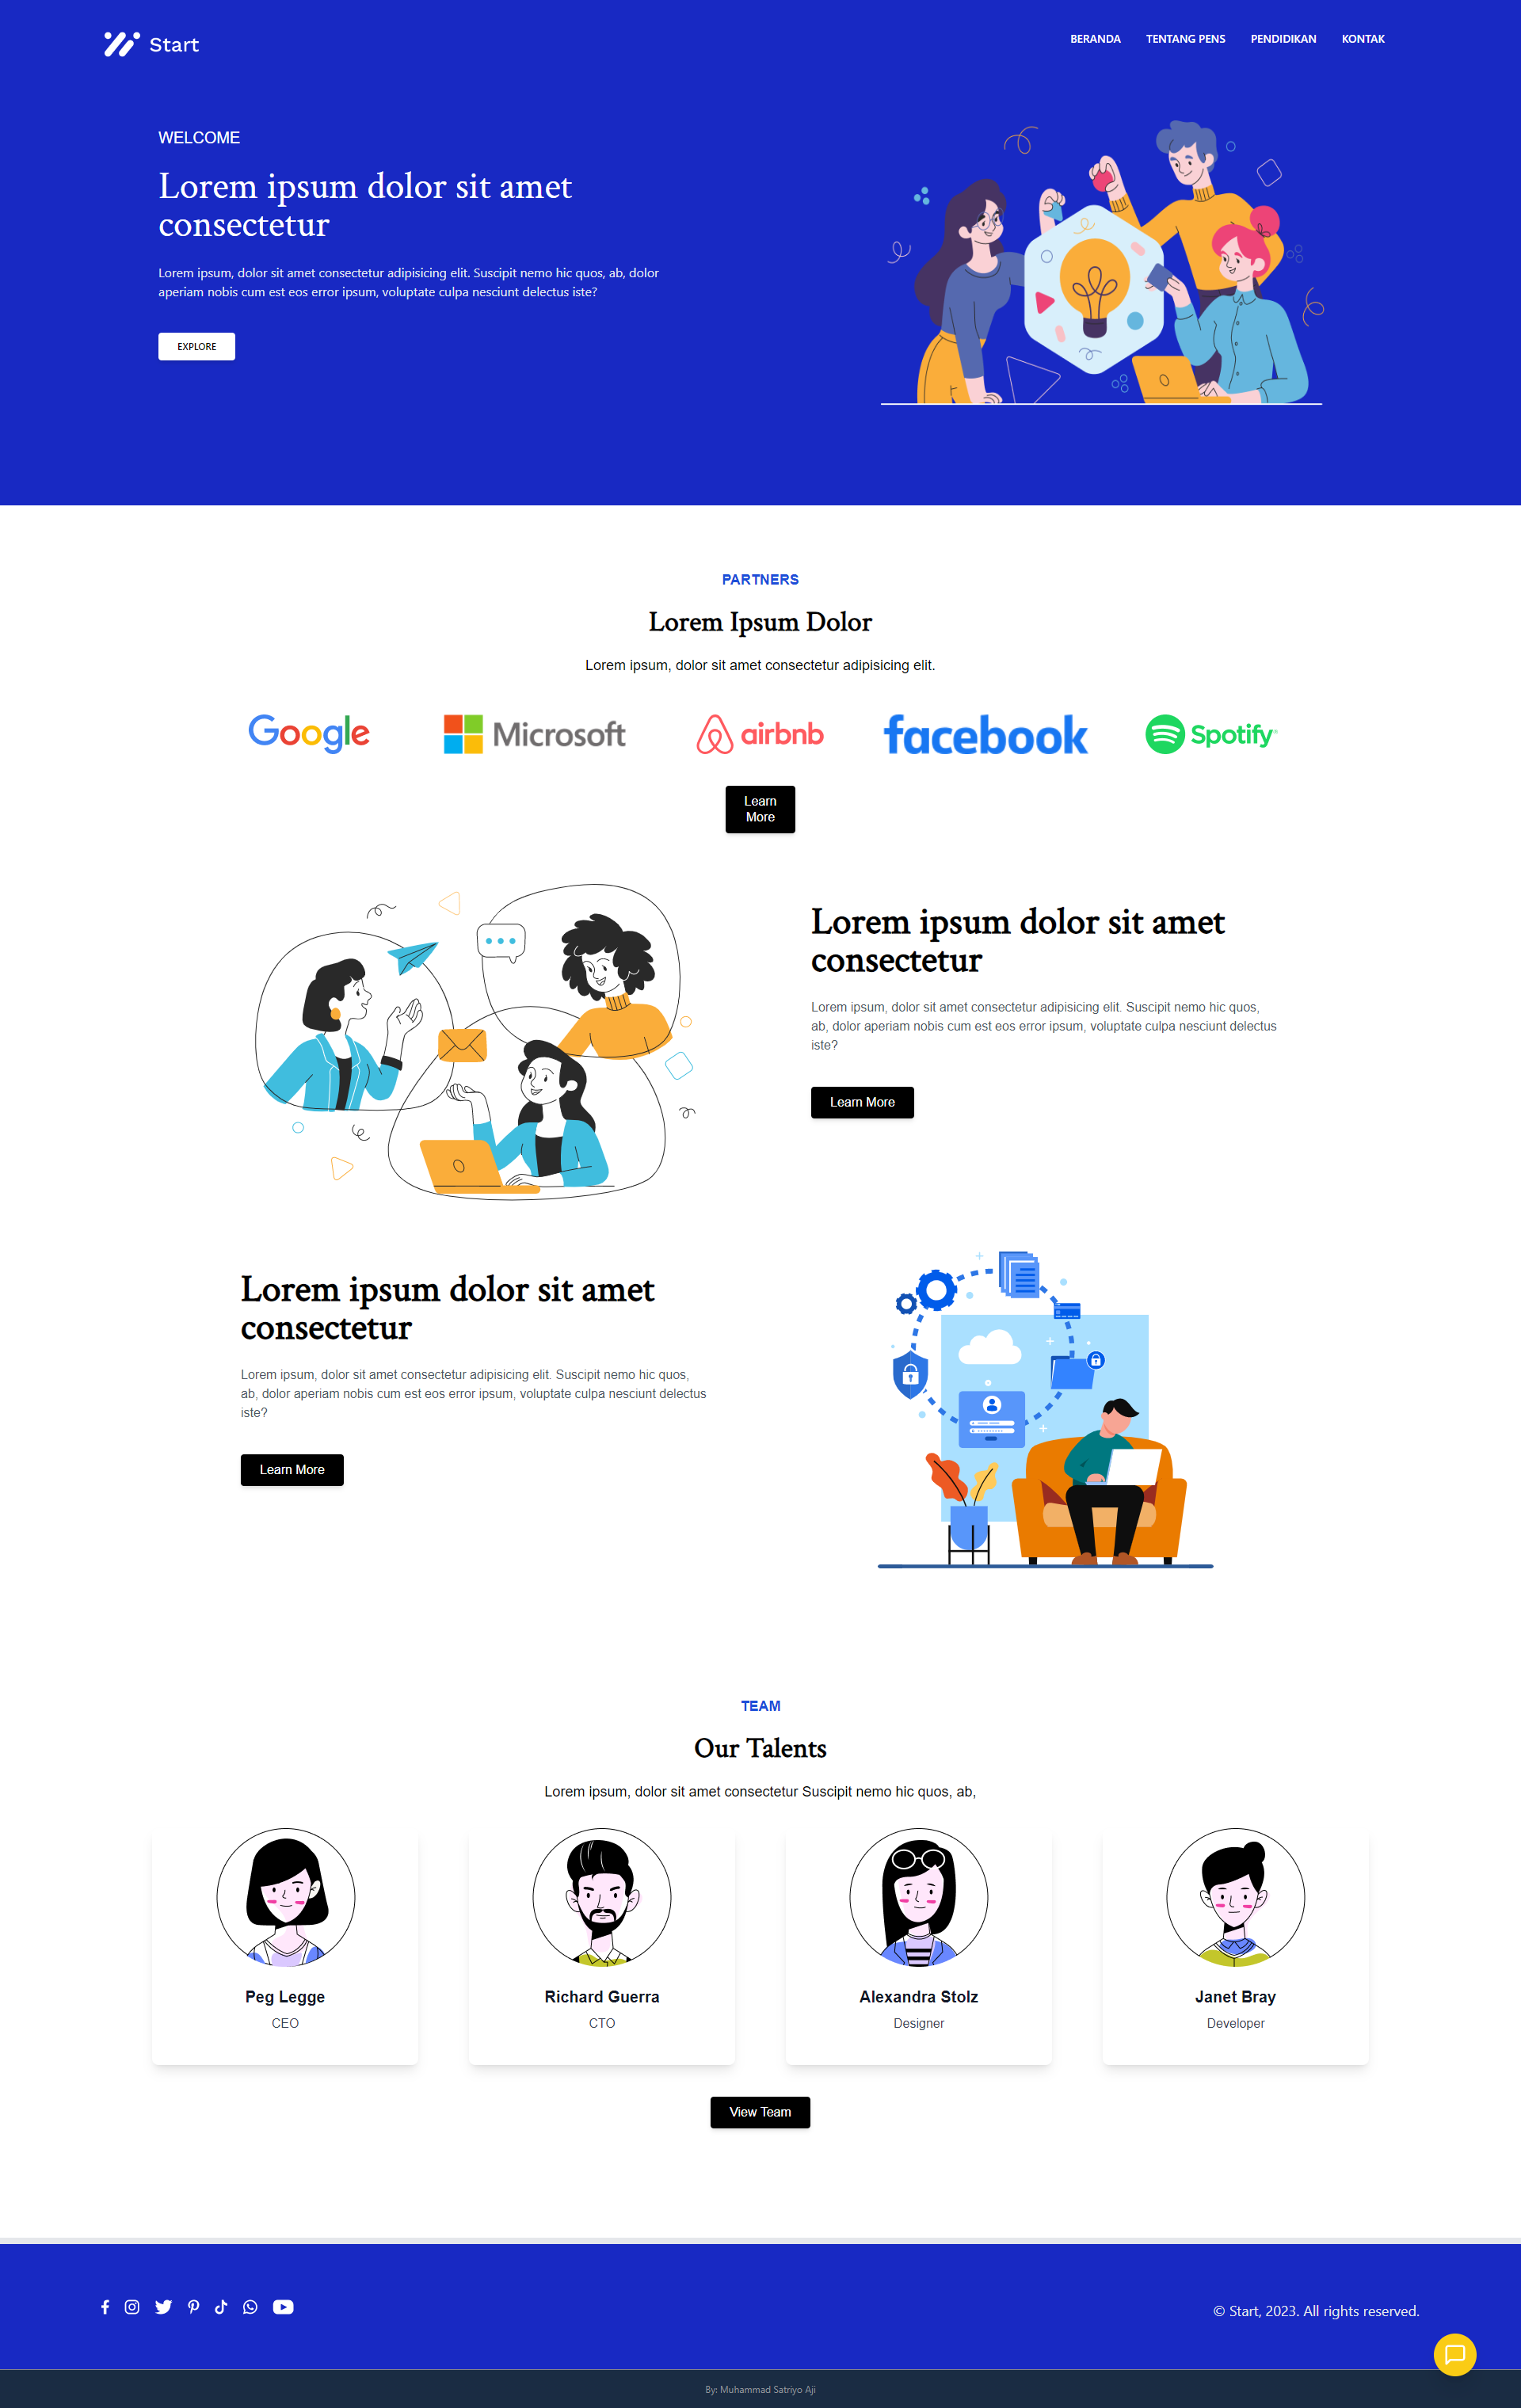 Start
BERANDA TENTANG PENS PENDIDIKAN KONTAK
WELCOME
Lorem ipsum dolor sit amet
consectetur
Lorem ipsum, dolor sit amet consectetur adipisicing elit. Suscipit nemo hic quos, ab, dolor
aperiam nobis cum est eos error ipsum, voluptate culpa nesciunt delectus iste?
EXPLORE
PARTNERS
Lorem Ipsum Dolor
Lorem ipsum, dolor sit amet consectetur adipisicing elit.
Google Microsoft airbnb facebook Spotify
Learn
More
Lorem ipsum dolor sit amet
consectetur
Lorem ipsum, dolor sit amet consectetur adipisicing elit. Suscipit nemo hic quos,
ab, dolor aperiam nobis cum est eos error ipsum, voluptate culpa nesciunt delectus
iste?
Learn More
Lorem ipsum dolor sit amet
consectetur
Lorem ipsum, dolor sit amet consectetur adipisicing elit. Suscipit nemo hic quos,
ab, dolor aperiam nobis cum est eos error ipsum, voluptate culpa nesciunt delectus
iste?
Learn More
TEAM
Our Talents
Lorem ipsum, dolor sit amet consectetur Suscipit nemo hic quos, ab,
Peg Legge
CEO
Richard Guerra
CTO
Alexandra Stolz
Designer
Janet Bray
Developer
View Team
© Start, 2023. All rights reserved.
By: Muhammad Satriyo Aji